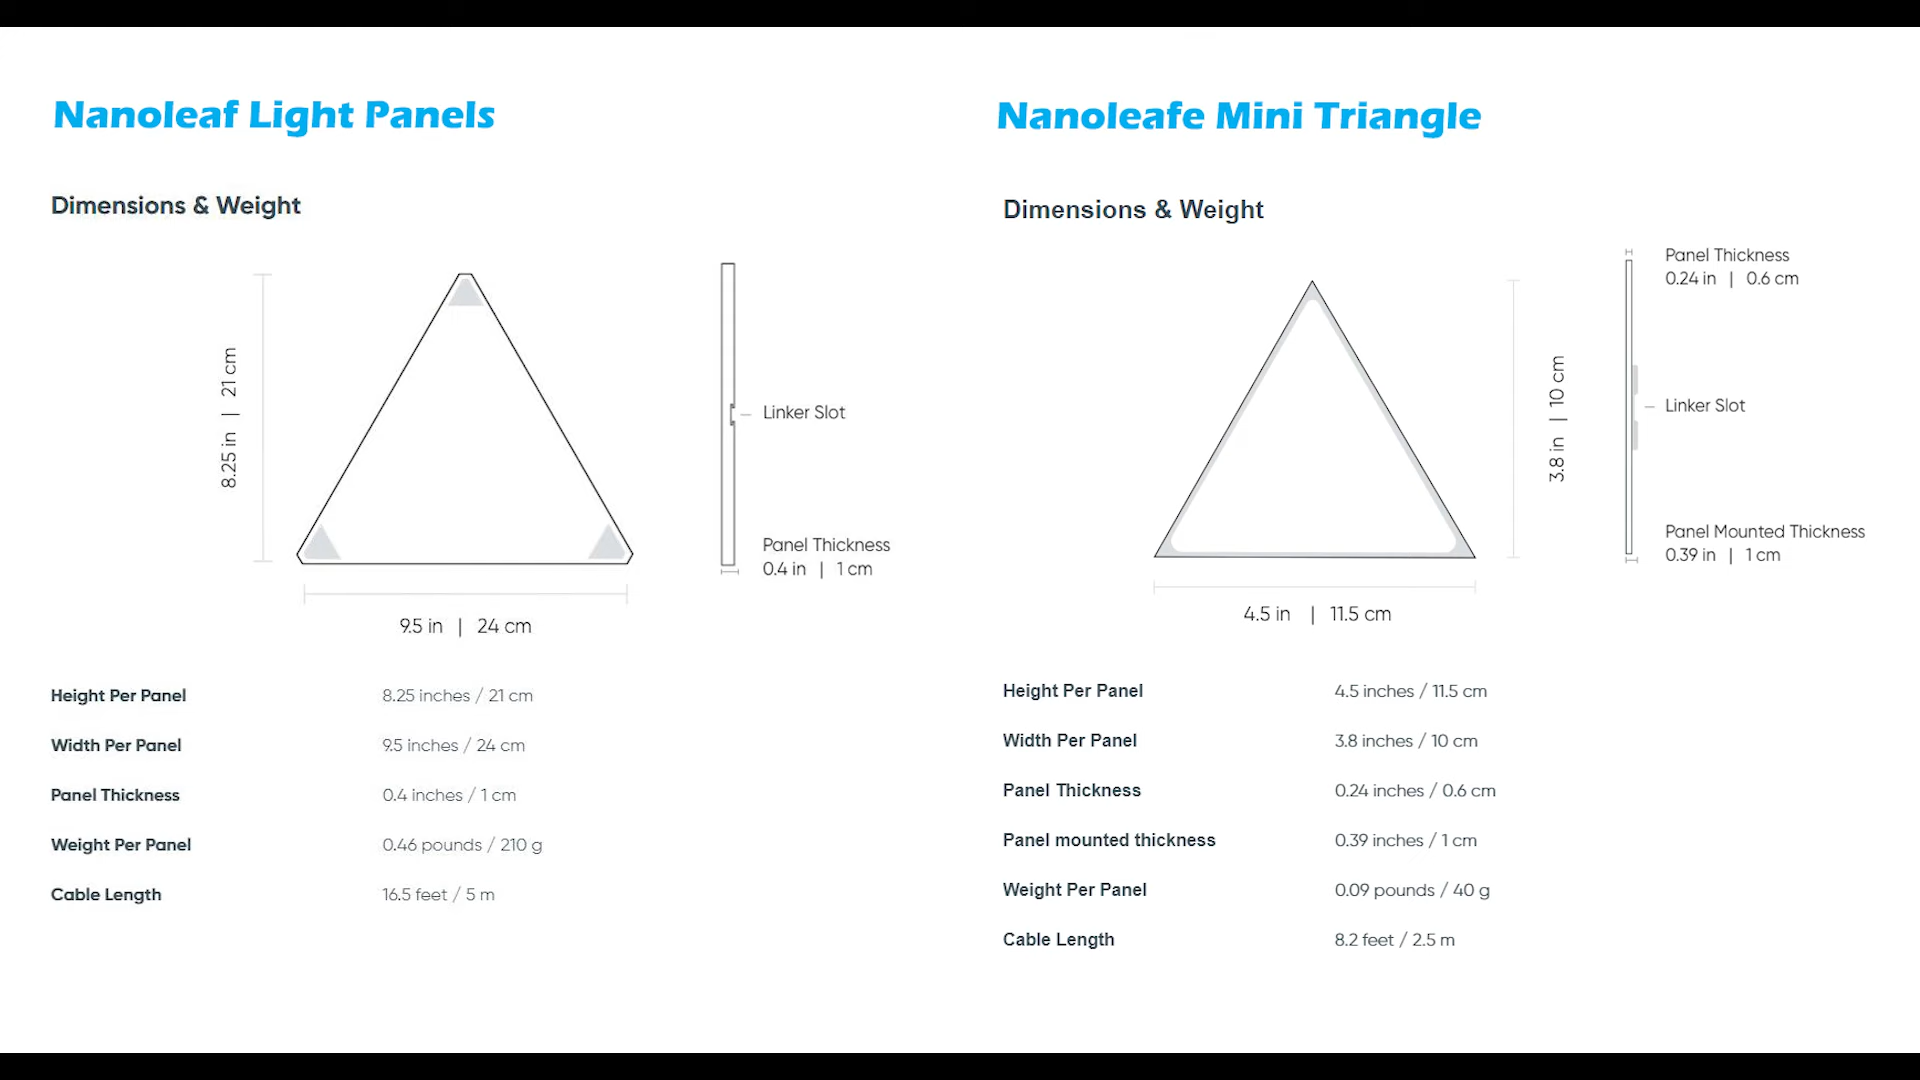 Nanoleaf Light Panels
Dimensions & Weight
8.25 in | 21 cm
Linker Slot
Panel Thickness
0.4 in | 1 cm
9.5 in | 24 cm
Height Per Panel 8.25 inches / 21 cm
Width Per Panel 9.5 inches / 24 cm
Panel Thickness 0.4 inches / 1 cm
Weight Per Panel 0.46 pounds / 210 g
Cable Length 16.5 feet / 5 m
Nanoleafe Mini Triangle
Dimensions & Weight
Panel Thickness
0.24 in | 0.6 cm
3.8 in | 10 cm
Linker Slot
Panel Mounted Thickness
0.39 in | 1 cm
4.5 in | 11.5 cm
Height Per Panel 4.5 inches / 11.5 cm
Width Per Panel 3.8 inches / 10 cm
Panel Thickness 0.24 inches / 0.6 cm
Panel mounted thickness 0.39 inches / 1 cm
Weight Per Panel 0.09 pounds / 40 g
Cable Length 8.2 feet / 2.5 m